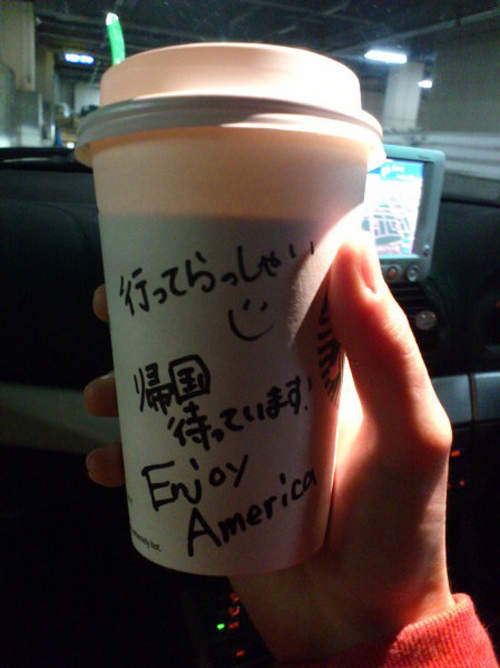 行ってらっしゃい
帰国
待っています!
Enjoy
America